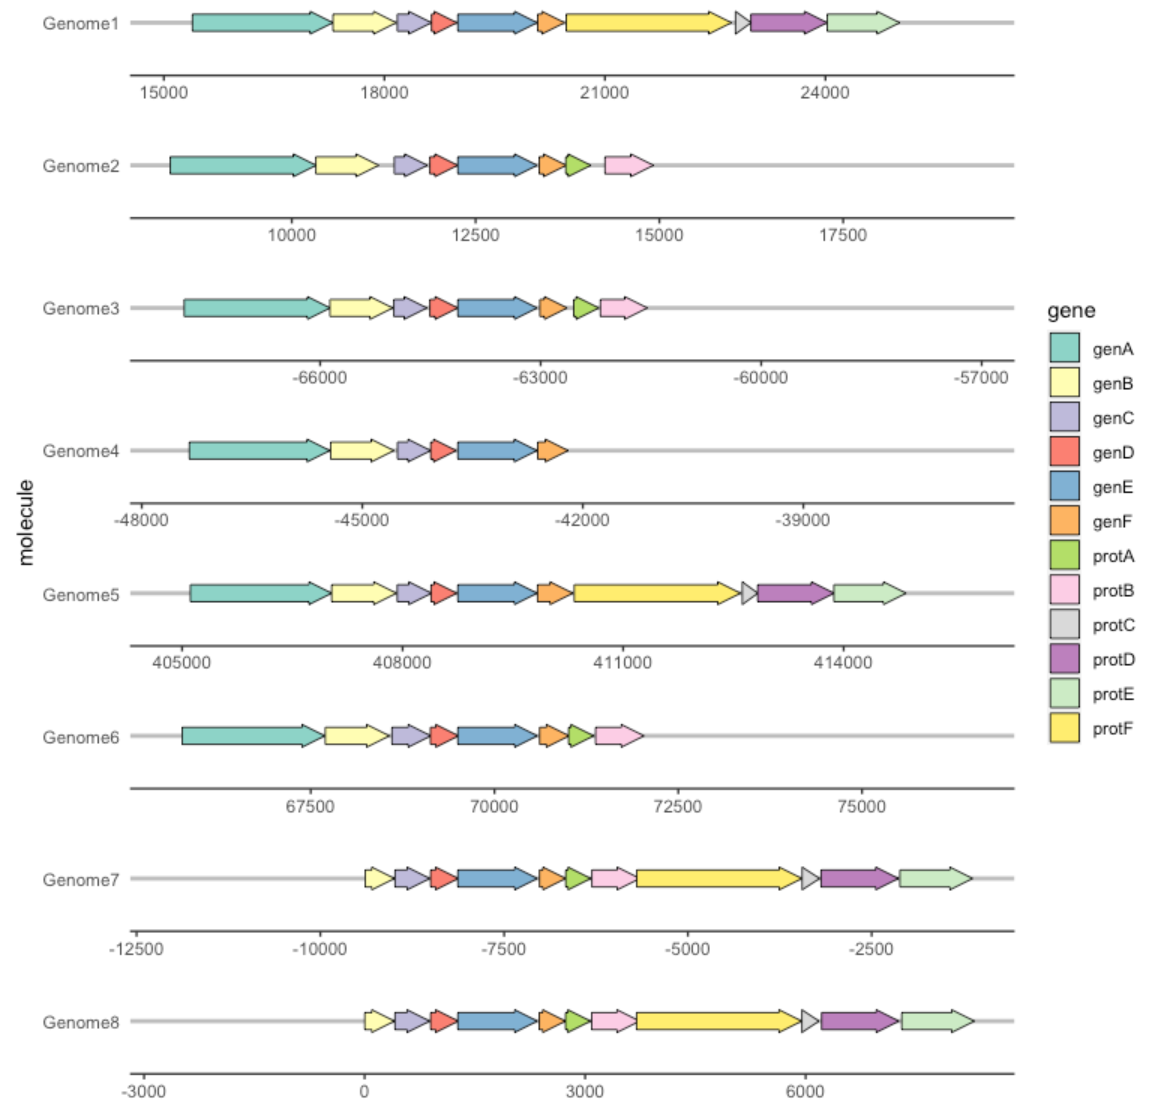 Genome1
15000 18000 21000 24000
Genome2
10000 12500 15000 17500
Genome3
-66000 -63000 -60000 -57000
Genome4
-48000 -45000 -42000 -39000
Genome5
405000 408000 411000 414000
Genome6
67500 70000 72500 75000
Genome7
-12500 -10000 -7500 -5000 -2500
Genome8
-3000 0 3000 6000
molecule
gene
genA
genB
genC
genD
genE
genF
protA
protB
protC
protD
protE
protF